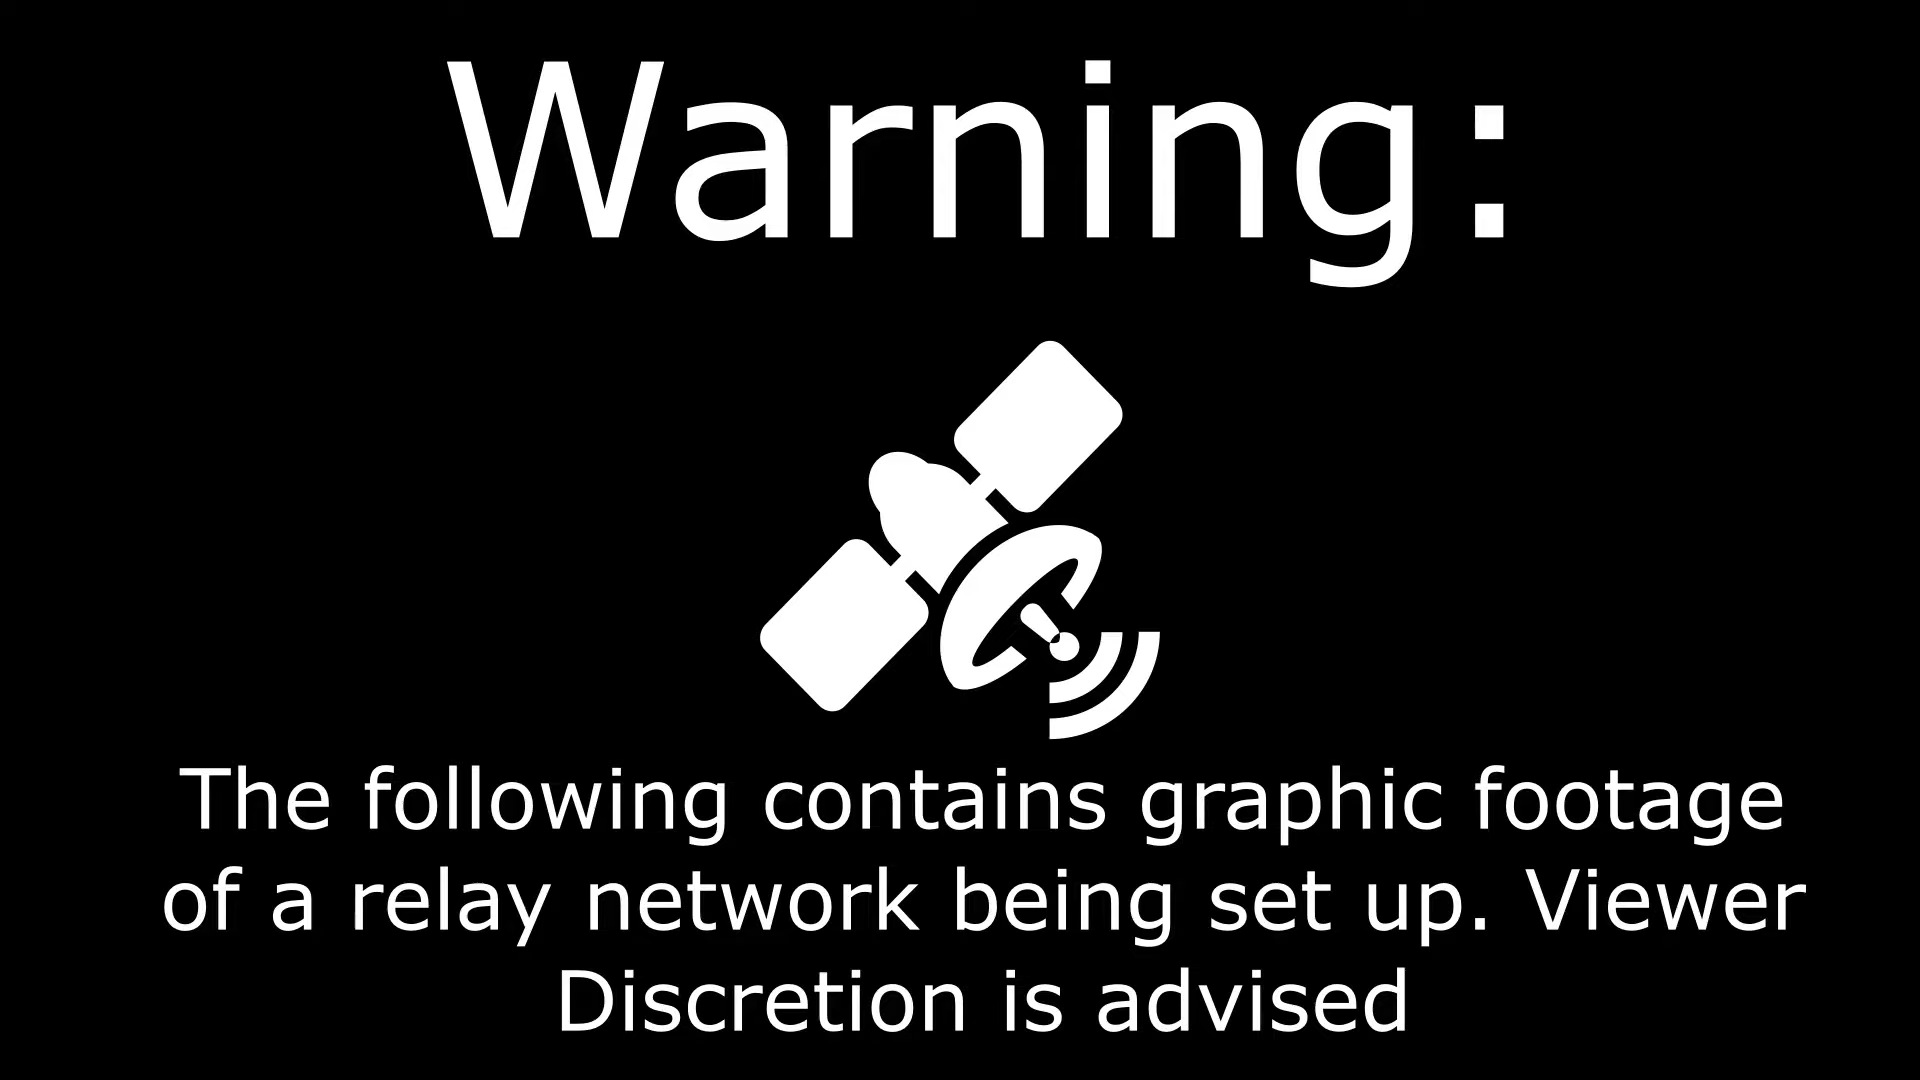 Warning:
The following contains graphic footage
of a relay network being set up. Viewer
Discretion is advised